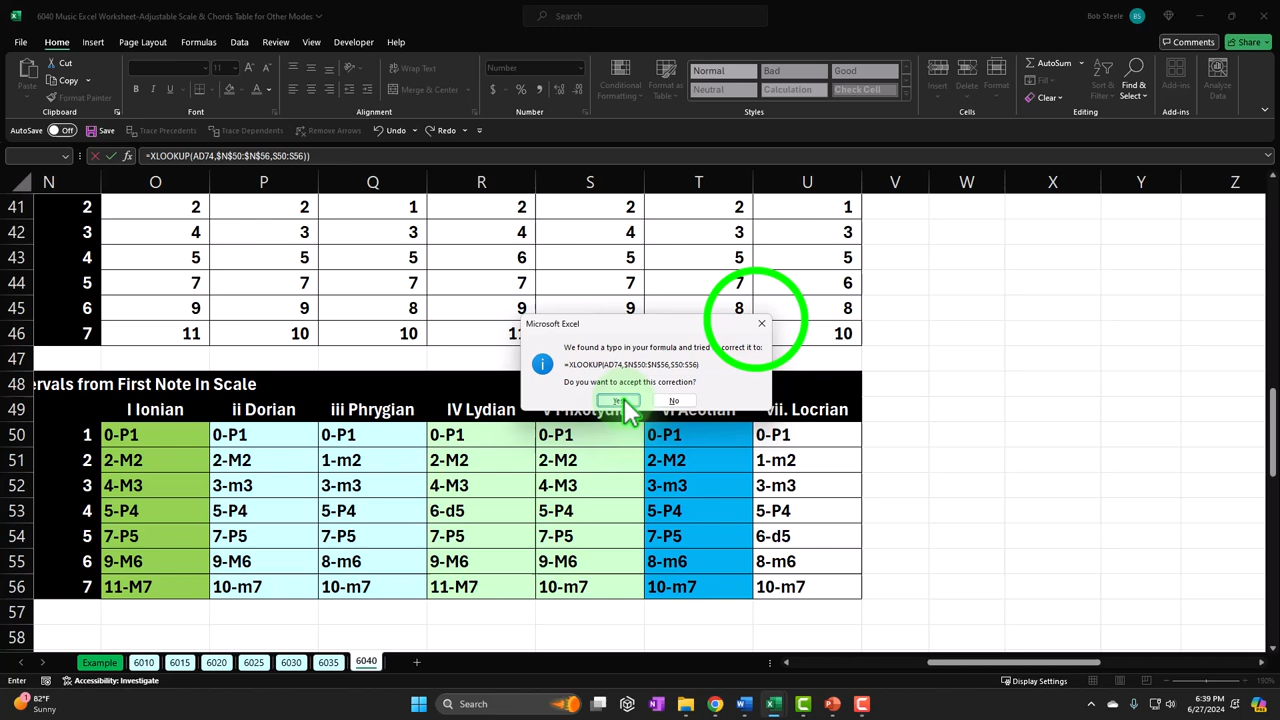 6040 Music Excel Worksheet-Adjustable Scale & Chords Table for Other Modes
Search
Bob Steele
BS
File Home Insert Page Layout Formulas Data Review View Developer Help
Comments
Share
Paste
Cut
Copy
Format Painter
Clipboard
11
Font
Wrap Text
Merge & Center
Alignment
Number
Number
Conditional Formatting
Format as Table
Normal Bad Good
Neutral Calculation Check Cell
Styles
Insert Delete Format
Cells
AutoSum
Fill
Clear
Sort & Filter
Find & Select
Editing
Add-ins
Add-ins
Analyze Data
AutoSave Off Save Trace Precedents Trace Dependents Remove Arrows Undo Redo
=XLOOKUP(AD74,$N$50:$N$56,S50:S56))
N O P Q R S T U V W X Y Z
41 2 2 2 1 2 2 2 1
42 3 4 3 3 4 4 3 3
43 4 5 5 5 6 5 5 5
44 5 7 7 7 7 7 7 6
45 6 9 9 8 9 9 8 8
46 7 11 10 10 10
47
Microsoft Excel
We found a typo in your formula and tried to correct it to:
=XLOOKUP(AD74,$N$50:$N$56,S50:S56)
Do you want to accept this correction?
Yes No
48 ervals from First Note In Scale
49 I Ionian ii Dorian iii Phrygian IV Lydian V Mixolydian vi Aeolian vii. Locrian
50 1 0-P1 0-P1 0-P1 0-P1 0-P1 0-P1 0-P1
51 2 2-M2 2-M2 1-m2 2-M2 2-M2 2-M2 1-m2
52 3 4-M3 3-m3 3-m3 4-M3 4-M3 3-m3 3-m3
53 4 5-P4 5-P4 5-P4 6-d5 5-P4 5-P4 5-P4
54 5 7-P5 7-P5 7-P5 7-P5 7-P5 7-P5 6-d5
55 6 9-M6 9-M6 8-m6 9-M6 9-M6 8-m6 8-m6
56 7 11-M7 10-m7 10-m7 11-M7 10-m7 10-m7 10-m7
57
58
Example 6010 6015 6020 6025 6030 6035 6040
Enter
Accessibility: Investigate
Display Settings
190%
82°F
Sunny
Search
6:39 PM
6/27/2024